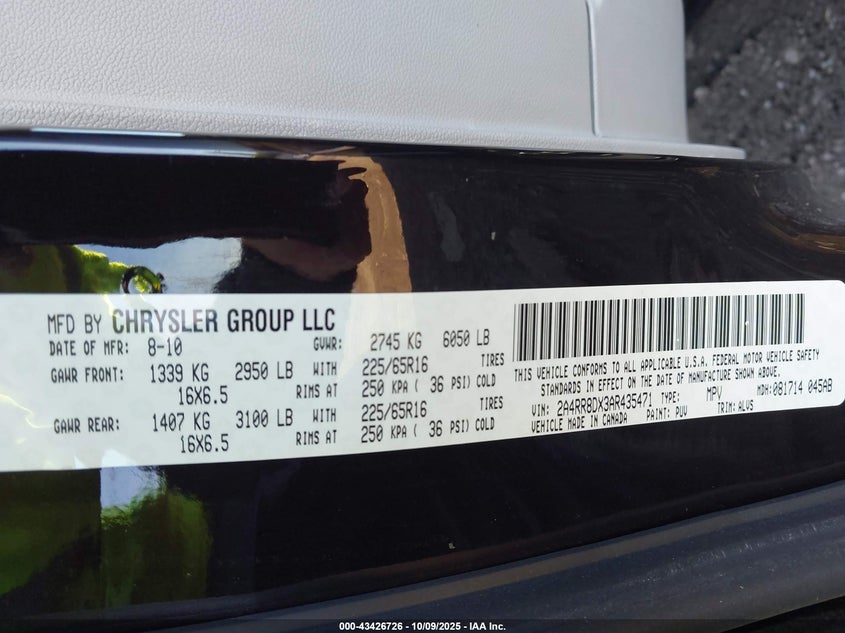 MFD BY CHRYSLER GROUP LLC
DATE OF MFR: 8-10 GVWR: 2745 KG 6050 LB
GAWR FRONT: 1339 KG 2950 LB WITH 225/65R16 TIRES
16X6.5 RIMS AT 250 KPA ( 36 PSI) COLD
GAWR REAR: 1407 KG 3100 LB WITH 225/65R16 TIRES
16X6.5 RIMS AT 250 KPA ( 36 PSI) COLD
THIS VEHICLE CONFORMS TO ALL APPLICABLE U.S.A. FEDERAL MOTOR VEHICLE SAFETY
STANDARDS IN EFFECT ON THE DATE OF MANUFACTURE SHOWN ABOVE.
VIN: 2A4RR8DX3AR435471 TYPE: MPV MDH: 081714 045AB
VEHICLE MADE IN CANADA PAINT: PUV TRIM: ALVS
000-43426726 - 10/09/2025 - IAA Inc.